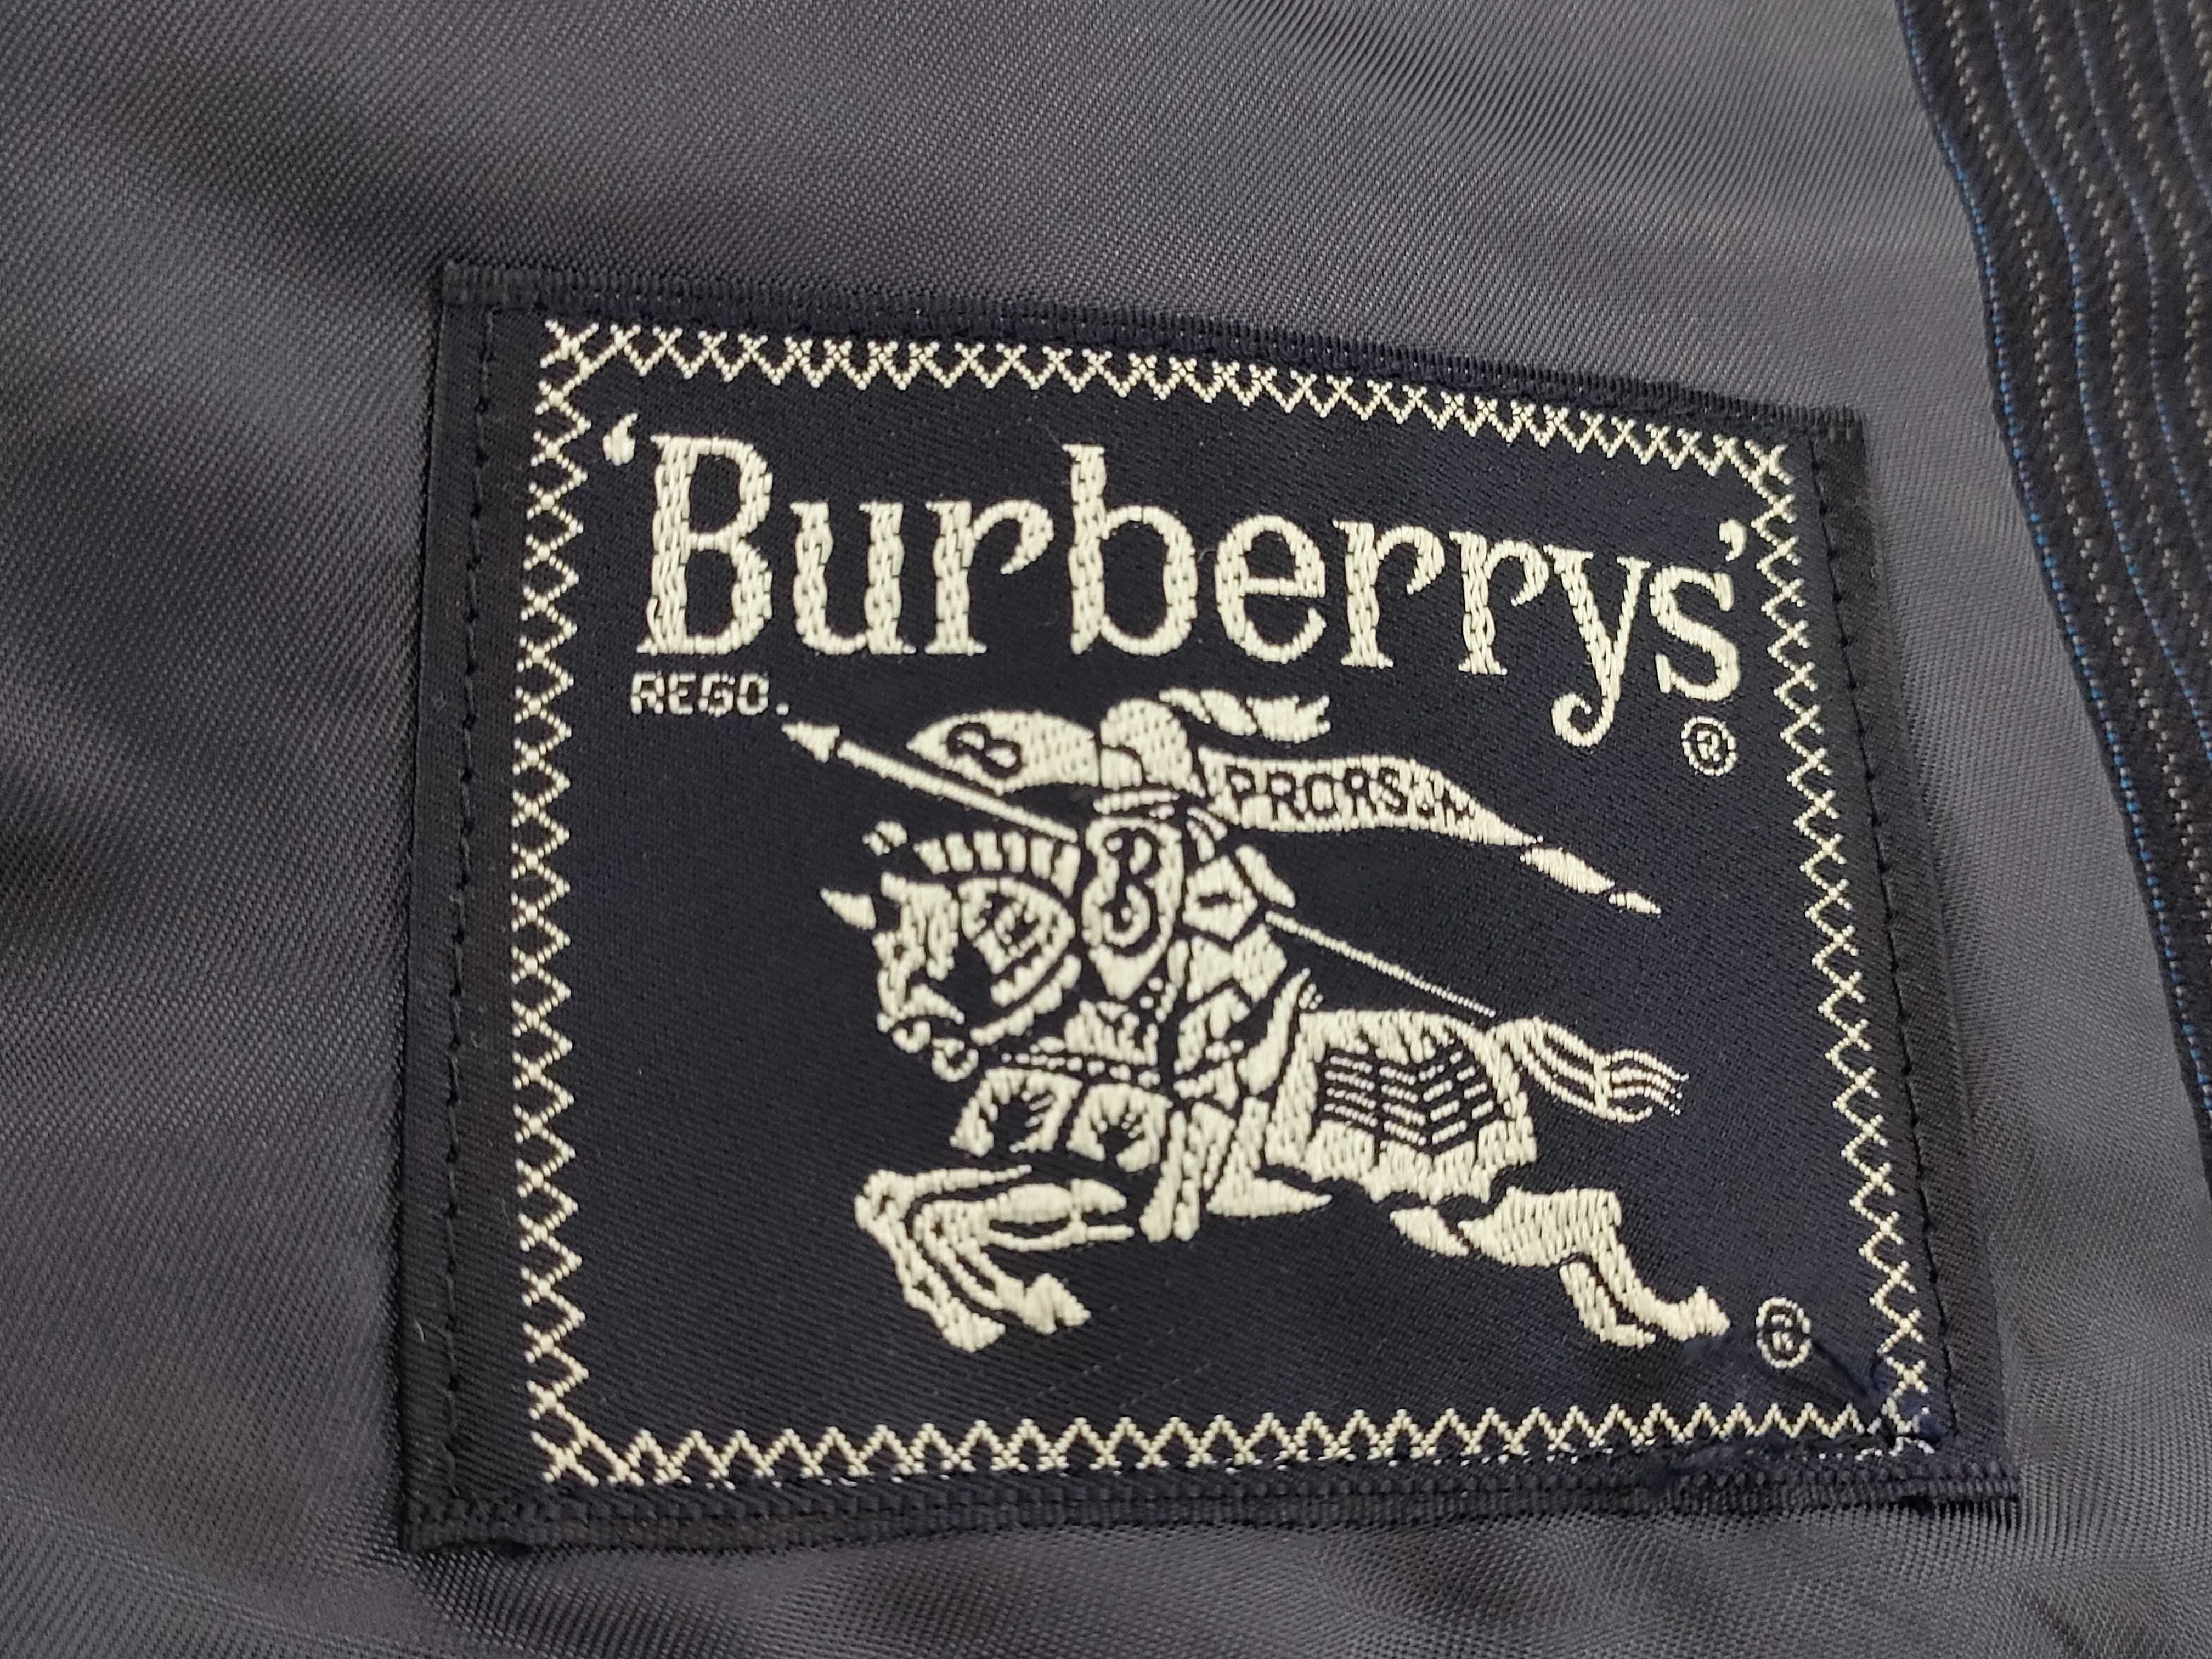 ‘Burberrys’
REGD.
®
B PRORSUM
B
®